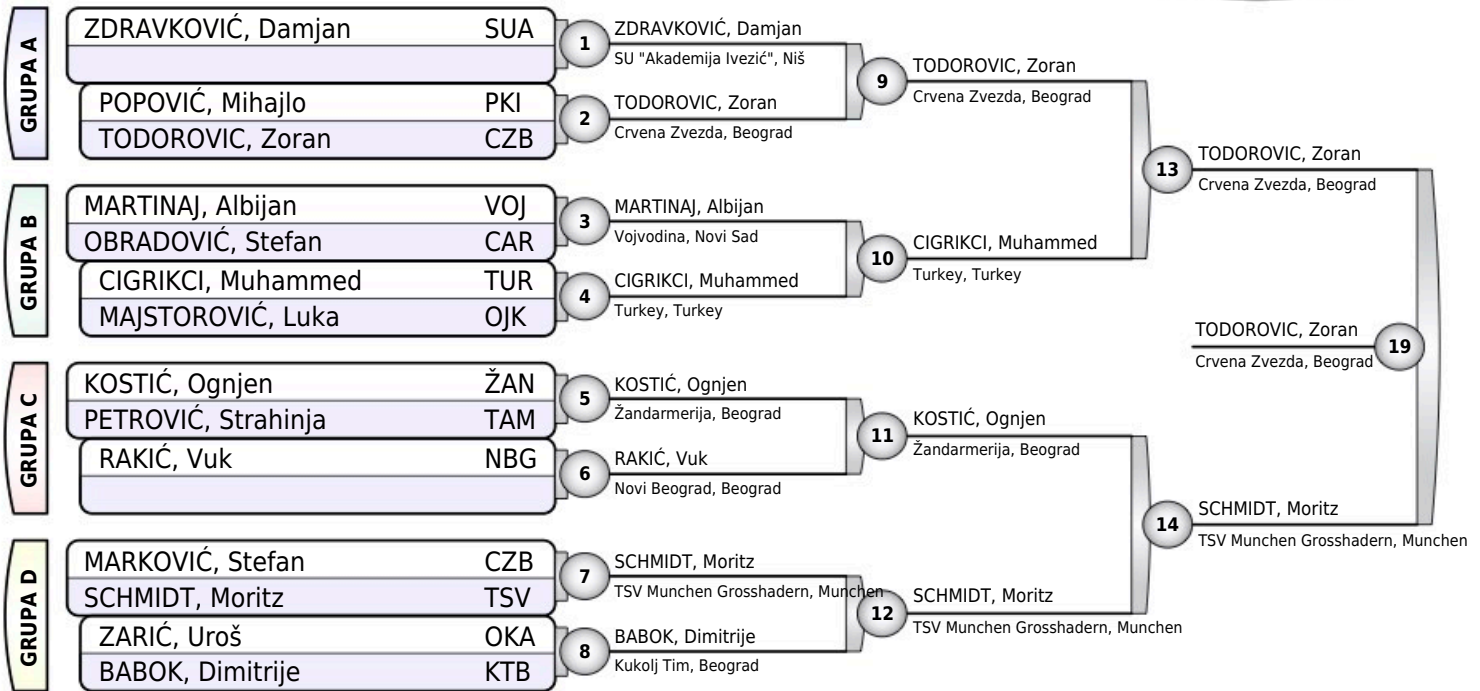 GRUPA A
ZDRAVKOVIĆ, Damjan SUA
POPOVIĆ, Mihajlo PKI
TODOROVIC, Zoran CZB
GRUPA B
MARTINAJ, Albijan VOJ
OBRADOVIĆ, Stefan CAR
CIGRIKCI, Muhammed TUR
MAJSTOROVIĆ, Luka OJK
GRUPA C
KOSTIĆ, Ognjen ŽAN
PETROVIĆ, Strahinja TAM
RAKIĆ, Vuk NBG
GRUPA D
MARKOVIĆ, Stefan CZB
SCHMIDT, Moritz TSV
ZARIĆ, Uroš OKA
BABOK, Dimitrije KTB
1
ZDRAVKOVIĆ, Damjan
SU "Akademija Ivezić", Niš
2
TODOROVIC, Zoran
Crvena Zvezda, Beograd
3
MARTINAJ, Albijan
Vojvodina, Novi Sad
4
CIGRIKCI, Muhammed
Turkey, Turkey
5
KOSTIĆ, Ognjen
Žandarmerija, Beograd
6
RAKIĆ, Vuk
Novi Beograd, Beograd
7
SCHMIDT, Moritz
TSV Munchen Grosshadern, Munchen
8
BABOK, Dimitrije
Kukolj Tim, Beograd
9
TODOROVIC, Zoran
Crvena Zvezda, Beograd
10
CIGRIKCI, Muhammed
Turkey, Turkey
11
KOSTIĆ, Ognjen
Žandarmerija, Beograd
12
SCHMIDT, Moritz
TSV Munchen Grosshadern, Munchen
13
TODOROVIC, Zoran
Crvena Zvezda, Beograd
14
SCHMIDT, Moritz
TSV Munchen Grosshadern, Munchen
TODOROVIC, Zoran
Crvena Zvezda, Beograd
19